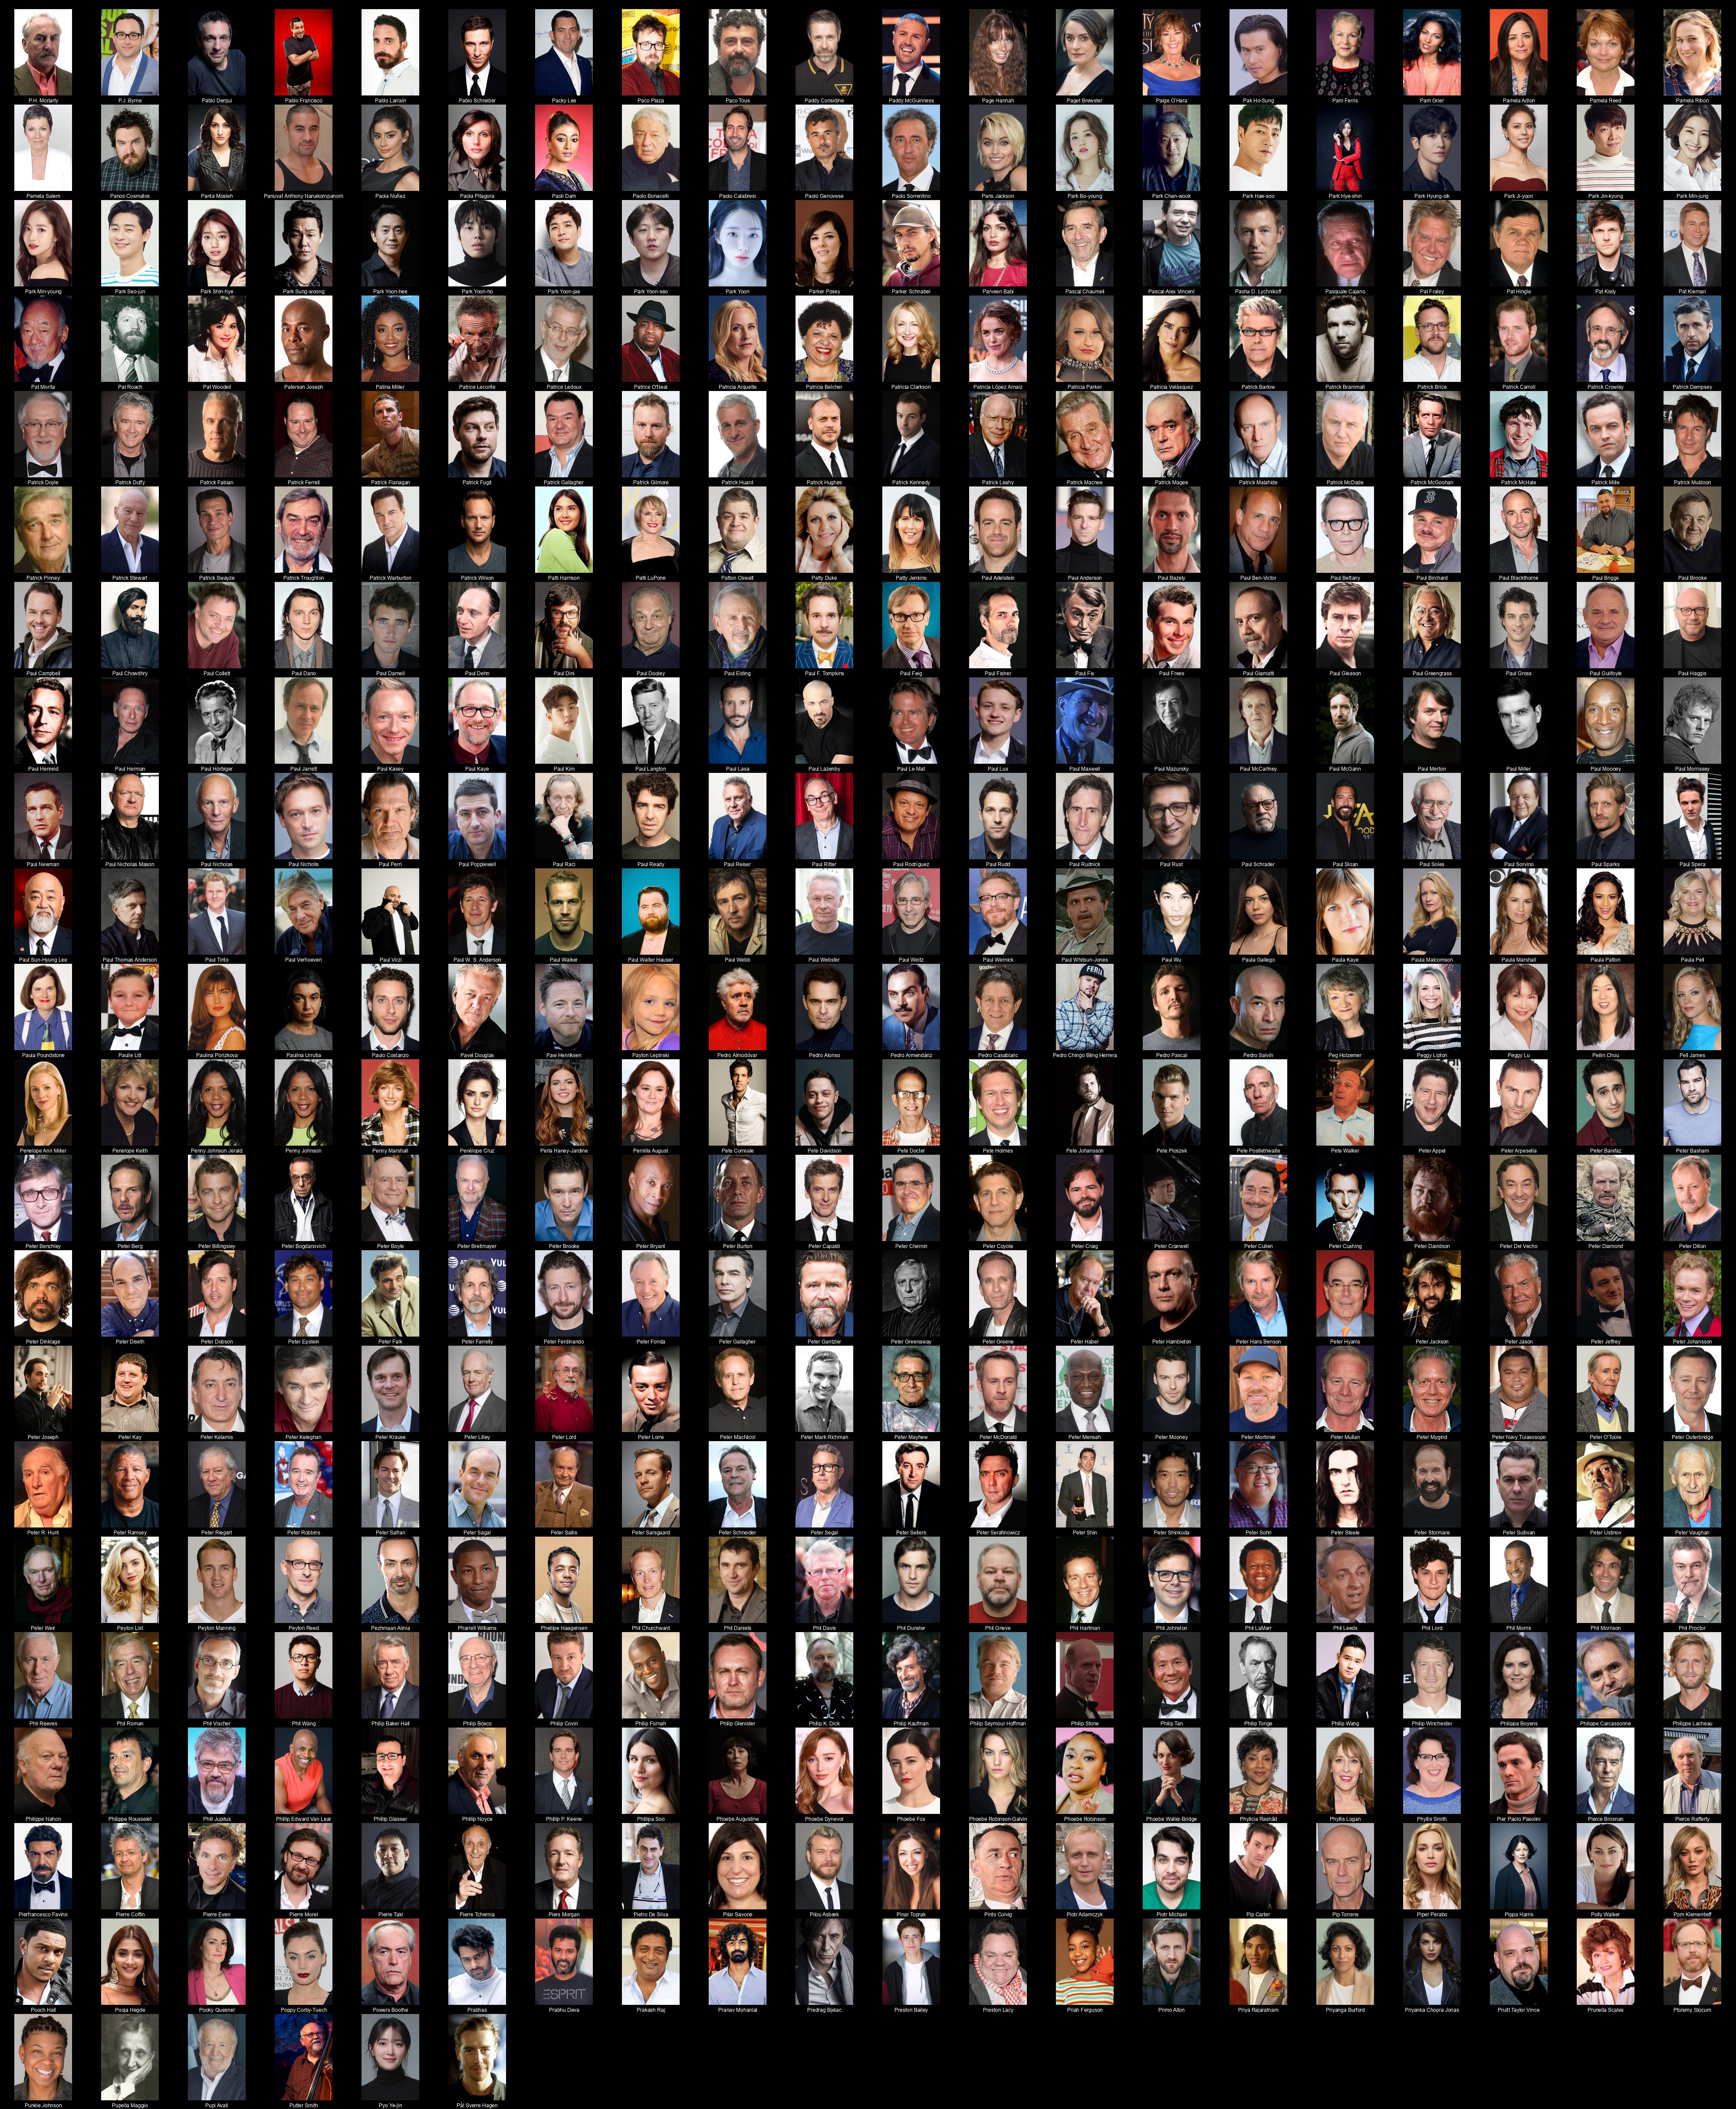 P.H. Moriarty P.J. Byrne Pablo Derqui Pablo Francisco Pablo Larraín Pablo Schreiber Packy Lee Paco Plaza Paco Tous Paddy Considine Paddy McGuinness Page Hannah Paget Brewster Paige O'Hara Pak Ho-Sung Pam Ferris Pam Grier Pamela Adlon Pamela Reed Pamela Ribon
Pamela Salem Panos Cosmatos Panta Mosleh Panuvat Anthony Nanakornpanom Paola Nuñez Paola Pitagora Paoli Dam Paolo Bonacelli Paolo Calabresi Paolo Genovese Paolo Sorrentino Paris Jackson Park Bo-young Park Chan-wook Park Hae-soo Park Hye-shin Park Hyung-sik Park Ji-yoon Park Jin-kyung Park Min-jung
Park Min-young Park Seo-jun Park Shin-hye Park Sung-woong Park Yoon-hee Park Yoon-ho Park Yoon-jae Park Yoon-seo Park Yoon Parker Posey Parker Schnabel Parveen Babi Pascal Chaumeil Pascal-Alex Vincent Pasha D. Lychnikoff Pasquale Cajano Pat Fraley Pat Hingle Pat Kiely Pat Kiernan
Pat Morita Pat Roach Pat Woodell Paterson Joseph Patina Miller Patrice Leconte Patrice Ledoux Patrice O'Neal Patricia Arquette Patricia Belcher Patricia Clarkson Patricia López Arnaiz Patricia Parker Patricia Velásquez Patrick Barlow Patrick Brammall Patrick Brice Patrick Carroll Patrick Crowley Patrick Dempsey
Patrick Doyle Patrick Duffy Patrick Fabian Patrick Ferrell Patrick Flanagan Patrick Fugit Patrick Gallagher Patrick Gilmore Patrick Huard Patrick Hughes Patrick Kennedy Patrick Leahy Patrick Macnee Patrick Magee Patrick Malahide Patrick McDade Patrick McGoohan Patrick McHale Patrick Mille Patrick Muldoon
Patrick Pinney Patrick Stewart Patrick Swayze Patrick Troughton Patrick Warburton Patrick Wilson Patti Harrison Patti LuPone Patton Oswalt Patty Duke Patty Jenkins Paul Adelstein Paul Anderson Paul Bazely Paul Ben-Victor Paul Bettany Paul Birchard Paul Blackthorne Paul Briggs Paul Brooke
Paul Campbell Paul Chowdhry Paul Collett Paul Dano Paul Darnell Paul Dehn Paul Dini Paul Dooley Paul Eiding Paul F. Tompkins Paul Feig Paul Fisher Paul Fix Paul Frees Paul Giamatti Paul Gleason Paul Greengrass Paul Gross Paul Guilfoyle Paul Haggis
Paul Henreid Paul Herman Paul Hörbiger Paul Jarrett Paul Kasey Paul Kaye Paul Kim Paul Langton Paul Lasa Paul Lazenby Paul Le Mat Paul Lux Paul Maxwell Paul Mazursky Paul McCartney Paul McGann Paul Merton Paul Miller Paul Mooney Paul Morrissey
Paul Newman Paul Nicholas Mason Paul Nicholas Paul Nicholls Paul Perri Paul Popplewell Paul Raci Paul Ready Paul Reiser Paul Ritter Paul Rodríguez Paul Rudd Paul Rudnick Paul Rust Paul Schrader Paul Sloan Paul Soles Paul Sorvino Paul Sparks Paul Spera
Paul Sun-Hyung Lee Paul Thomas Anderson Paul Tinto Paul Verhoeven Paul Virzi Paul W. S. Anderson Paul Walker Paul Walter Hauser Paul Webb Paul Webster Paul Weitz Paul Wernick Paul Whitsun-Jones Paul Wu Paula Gallego Paula Kaye Paula Malcomson Paula Marshall Paula Patton Paula Pell
Paula Poundstone Paulie Litt Paulina Porizkova Paulina Urrutia Paulo Costanzo Pavel Douglas Paw Henriksen Payton Lepinski Pedro Almodóvar Pedro Alonso Pedro Armendáriz Pedro Casablanc Pedro Chingo Bling Herrera Pedro Pascal Pedro Salvín Peg Holzemer Peggy Lipton Peggy Lu Peilin Chou Pell James
Penelope Ann Miller Penelope Keith Penny Johnson Jerald Penny Johnson Penny Marshall Penélope Cruz Perla Haney-Jardine Pernilla August Pete Correale Pete Davidson Pete Docter Pete Holmes Pete Johansson Pete Ploszek Pete Postlethwaite Pete Walker Peter Appel Peter Arpesella Peter Banifaz Peter Basham
Peter Benchley Peter Berg Peter Billingsley Peter Bogdanovich Peter Boyle Peter Breitmayer Peter Brooke Peter Bryant Peter Burton Peter Capaldi Peter Chernin Peter Coyote Peter Craig Peter Cranwell Peter Cullen Peter Cushing Peter Davidson Peter Del Vecho Peter Diamond Peter Dillon
Peter Dinklage Peter Diseth Peter Dobson Peter Epstein Peter Falk Peter Farrelly Peter Ferdinando Peter Fonda Peter Gallagher Peter Gantzler Peter Greenaway Peter Greene Peter Haber Peter Hambleton Peter Hans Benson Peter Hyams Peter Jackson Peter Jason Peter Jeffrey Peter Johansson
Peter Joseph Peter Kay Peter Kelamis Peter Keleghan Peter Krause Peter Lilley Peter Lord Peter Lorre Peter MacNicol Peter Mark Richman Peter Mayhew Peter McDonald Peter Mensah Peter Mooney Peter Mortimer Peter Mullan Peter Mygind Peter Navy Tuiasosopo Peter O'Toole Peter Outerbridge
Peter R. Hunt Peter Ramsey Peter Riegert Peter Robbins Peter Safran Peter Sagal Peter Sallis Peter Sarsgaard Peter Schneider Peter Segal Peter Sellers Peter Serafinowicz Peter Shin Peter Shinkoda Peter Sohn Peter Steele Peter Stormare Peter Sullivan Peter Ustinov Peter Vaughan
Peter Weir Peyton List Peyton Manning Peyton Reed Pezhmaan Alinia Pharrell Williams Phellipe Haagensen Phil Churchward Phil Daniels Phil Davis Phil Dunster Phil Grieve Phil Hartman Phil Johnston Phil LaMarr Phil Leeds Phil Lord Phil Morris Phil Morrison Phil Proctor
Phil Reeves Phil Roman Phil Vischer Phil Wang Philip Baker Hall Philip Bosco Philip Covin Philip Fornah Philip Glenister Philip K. Dick Philip Kaufman Philip Seymour Hoffman Philip Stone Philip Tan Philip Tonge Philip Wang Philip Winchester Philippa Boyens Philippe Carcassonne Philippe Lacheau
Philippe Nahon Philippe Rousselet Phill Jupitus Phillip Edward Van Lear Phillip Glasser Phillip Noyce Phillip P. Keene Phillipa Soo Phoebe Augustine Phoebe Dynevor Phoebe Fox Phoebe Robinson-Galvin Phoebe Robinson Phoebe Waller-Bridge Phylicia Rashād Phyllis Logan Phyllis Smith Pier Paolo Pasolini Pierce Brosnan Pierce Rafferty
Pierfrancesco Favino Pierre Coffin Pierre Even Pierre Morel Pierre Taki Pierre Tchernia Piers Morgan Pietro De Silva Pilar Savone Pilou Asbæk Pinar Toprak Pinto Colvig Piotr Adamczyk Piotr Michael Pip Carter Pip Torrens Piper Perabo Pippa Harris Polly Walker Pom Klementieff
Pooch Hall Pooja Hegde Pooky Quesnel Poppy Corby-Tuech Powers Boothe Prabhas Prabhu Deva Prakash Raj Pranav Mohanlal Predrag Bjelac Preston Bailey Preston Lacy Priah Ferguson Primo Allon Priya Rajaratnam Priyanga Burford Priyanka Chopra Jonas Pruitt Taylor Vince Prunella Scales Ptolemy Slocum
Punkie Johnson Pupella Maggio Pupi Avati Putter Smith Pyo Ye-jin Pål Sverre Hagen